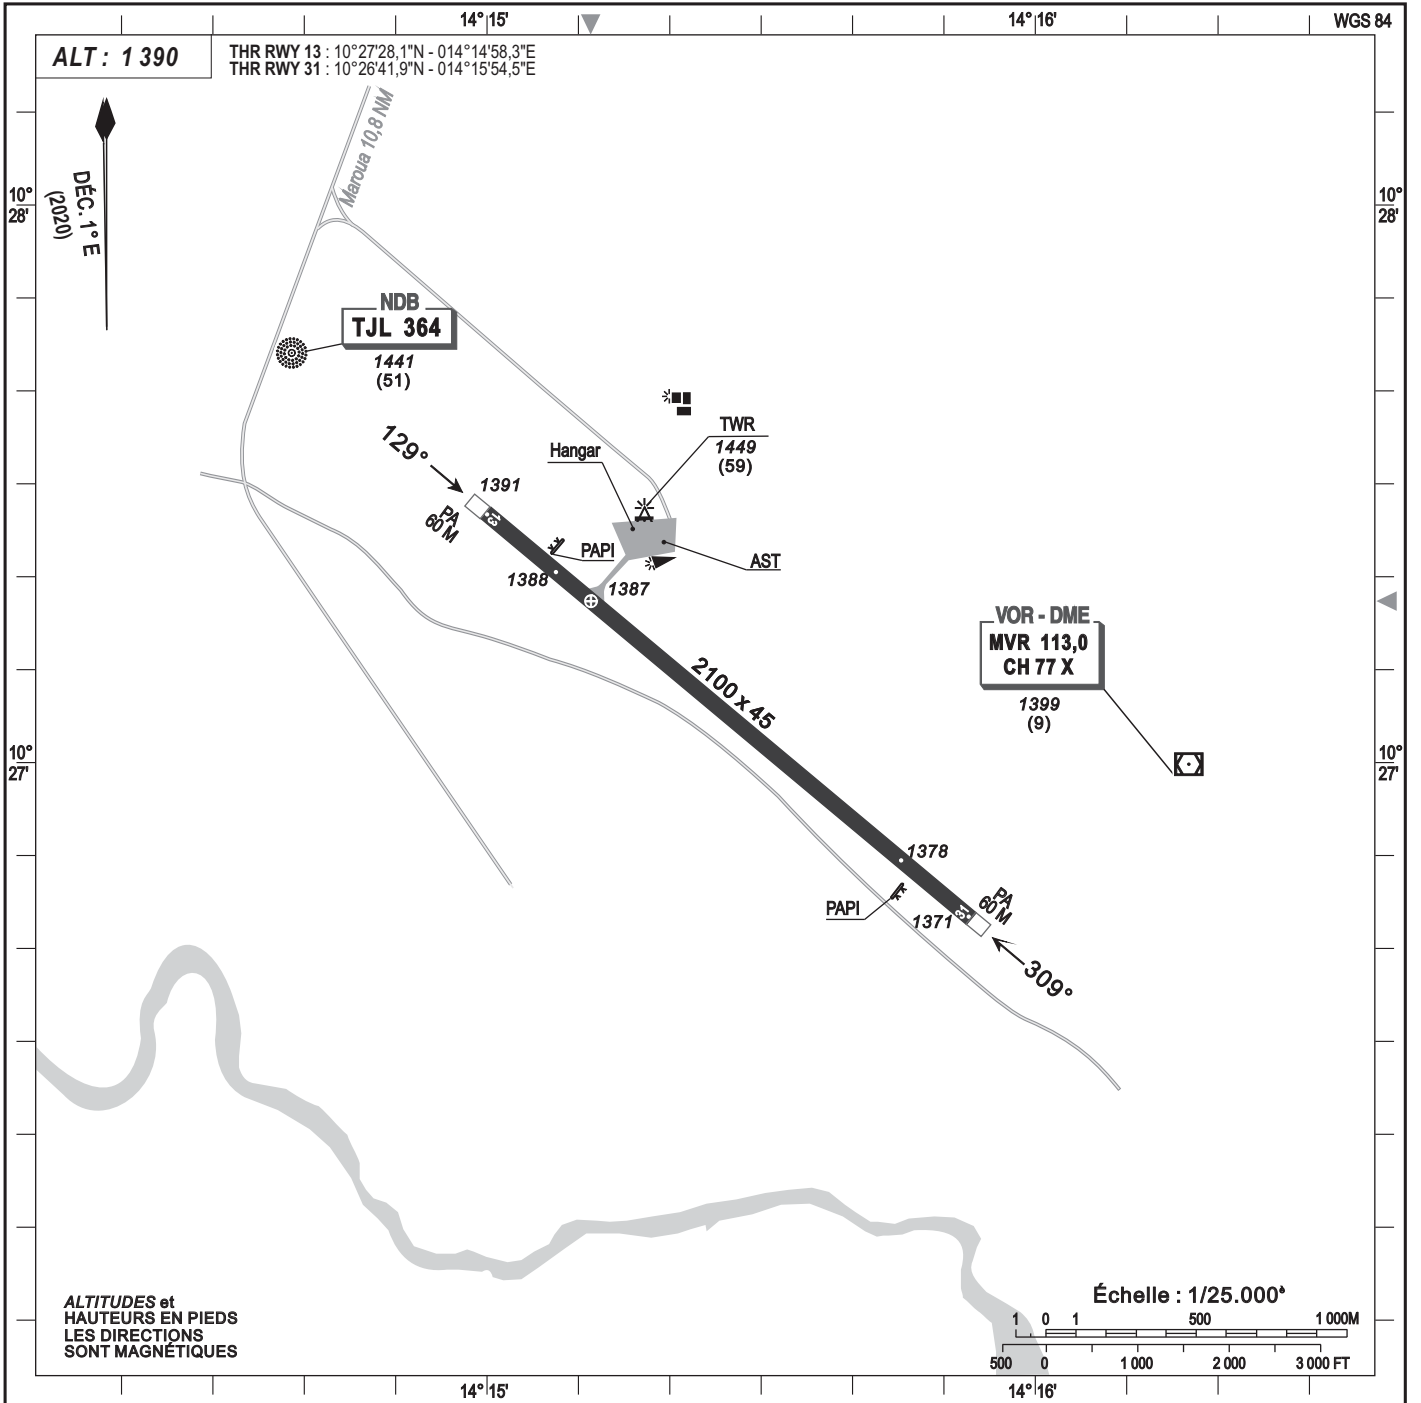 14°15'
14°16'
WGS 84
ALT : 1 390
THR RWY 13 : 10°27'28,1"N - 014°14'58,3"E
THR RWY 31 : 10°26'41,9"N - 014°15'54,5"E
Maroua 10,8 NM
DÉC. 1° E
(2020)
10°
28'
10°
28'
NDB
TJL 364
1441
(51)
TWR
1449
(59)
Hangar
129°
1391
PA
60 M
13
PAPI
AST
1388
1387
VOR - DME
MVR 113,0
CH 77 X
1399
(9)
2100 x 45
10°
27'
10°
27'
1378
PAPI
1371
31
PA
60 M
309°
ALTITUDES et
HAUTEURS EN PIEDS
LES DIRECTIONS
SONT MAGNÉTIQUES
Échelle : 1/25.000è
1 0 1 500 1 000M
500 0 1 000 2 000 3 000 FT
14°15'
14°16'